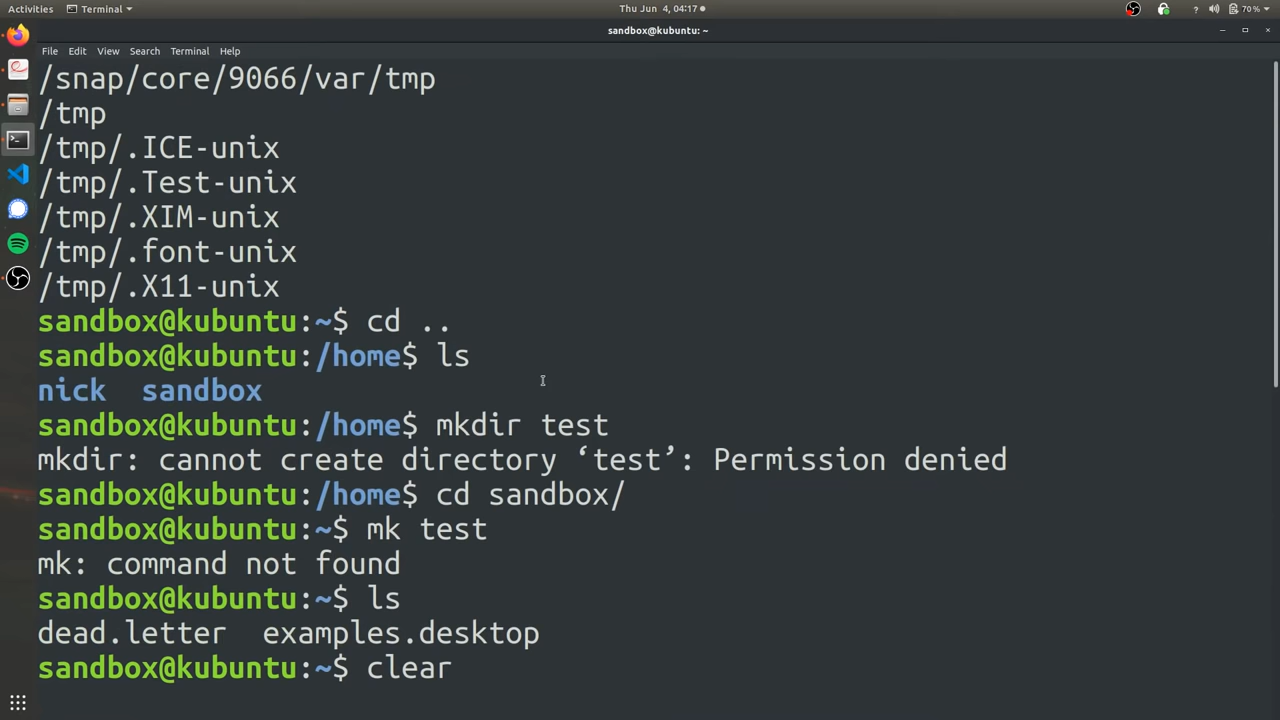 Activities Terminal Thu Jun 4, 04:17 ? 70%
sandbox@kubuntu: ~
File Edit View Search Terminal Help
/snap/core/9066/var/tmp
/tmp
/tmp/.ICE-unix
/tmp/.Test-unix
/tmp/.XIM-unix
/tmp/.font-unix
/tmp/.X11-unix
sandbox@kubuntu:~$ cd ..
sandbox@kubuntu:/home$ ls
nick sandbox
sandbox@kubuntu:/home$ mkdir test
mkdir: cannot create directory ‘test’: Permission denied
sandbox@kubuntu:/home$ cd sandbox/
sandbox@kubuntu:~$ mk test
mk: command not found
sandbox@kubuntu:~$ ls
dead.letter examples.desktop
sandbox@kubuntu:~$ clear